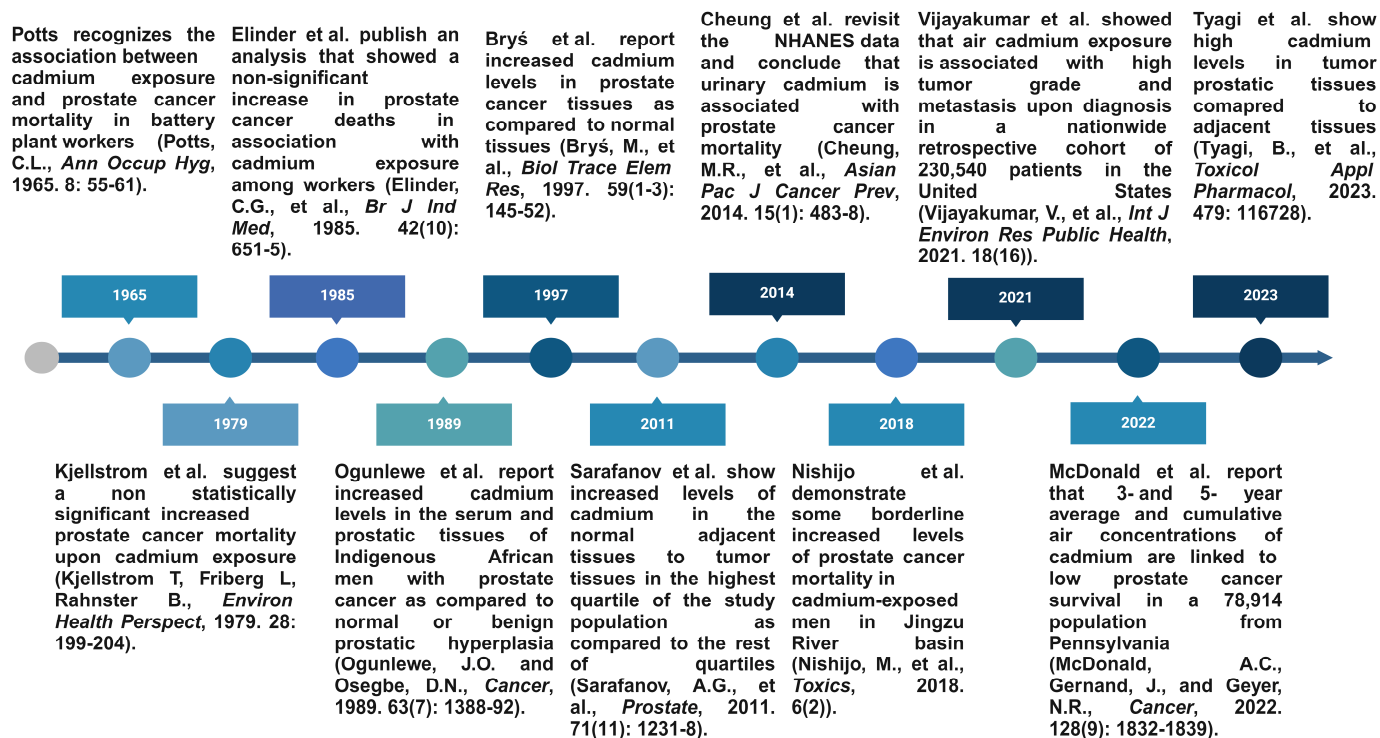 Potts recognizes the
association between
cadmium exposure
and prostate cancer
mortality in battery
plant workers (Potts,
C.L., Ann Occup Hyg,
1965. 8: 55-61).
Elinder et al. publish an
analysis that showed a
non-significant
increase in prostate
cancer deaths in
association with
cadmium exposure
among workers (Elinder,
C.G., et al., Br J Ind
Med, 1985. 42(10):
651-5).
Bryś et al. report
increased cadmium
levels in prostate
cancer tissues as
compared to normal
tissues (Bryś, M., et
al., Biol Trace Elem
Res, 1997. 59(1-3):
145-52).
Cheung et al. revisit
the NHANES data
and conclude that
urinary cadmium is
associated with
prostate cancer
mortality (Cheung,
M.R., et al., Asian
Pac J Cancer Prev,
2014. 15(1): 483-8).
Vijayakumar et al. showed
that air cadmium exposure
is associated with high
tumor grade and
metastasis upon diagnosis
in a nationwide
retrospective cohort of
230,540 patients in the
United States
(Vijayakumar, V., et al., Int J
Environ Res Public Health,
2021. 18(16)).
Tyagi et al. show
high cadmium
levels in tumor
prostatic tissues
comapred to
adjacent tissues
(Tyagi, B., et al.,
Toxicol Appl
Pharmacol, 2023.
479: 116728).
1965
1985
1997
2014
2021
2023
1979
1989
2011
2018
2022
Kjellstrom et al. suggest
a non statistically
significant increased
prostate cancer mortality
upon cadmium exposure
(Kjellstrom T, Friberg L,
Rahnster B., Environ
Health Perspect, 1979. 28:
199-204).
Ogunlewe et al. report
increased cadmium
levels in the serum and
prostatic tissues of
Indigenous African
men with prostate
cancer as compared to
normal or benign
prostatic hyperplasia
(Ogunlewe, J.O. and
Osegbe, D.N., Cancer,
1989. 63(7): 1388-92).
Sarafanov et al. show
increased levels of
cadmium in the
normal adjacent
tissues to tumor
tissues in the highest
quartile of the study
population as
compared to the rest
of quartiles
(Sarafanov, A.G., et
al., Prostate, 2011.
71(11): 1231-8).
Nishijo et al.
demonstrate
some borderline
increased levels
of prostate cancer
mortality in
cadmium-exposed
men in Jingzu
River basin
(Nishijo, M., et al.,
Toxics, 2018.
6(2)).
McDonald et al. report
that 3- and 5- year
average and cumulative
air concentrations of
cadmium are linked to
low prostate cancer
survival in a 78,914
population from
Pennsylvania
(McDonald, A.C.,
Gernand, J., and Geyer,
N.R., Cancer, 2022.
128(9): 1832-1839).